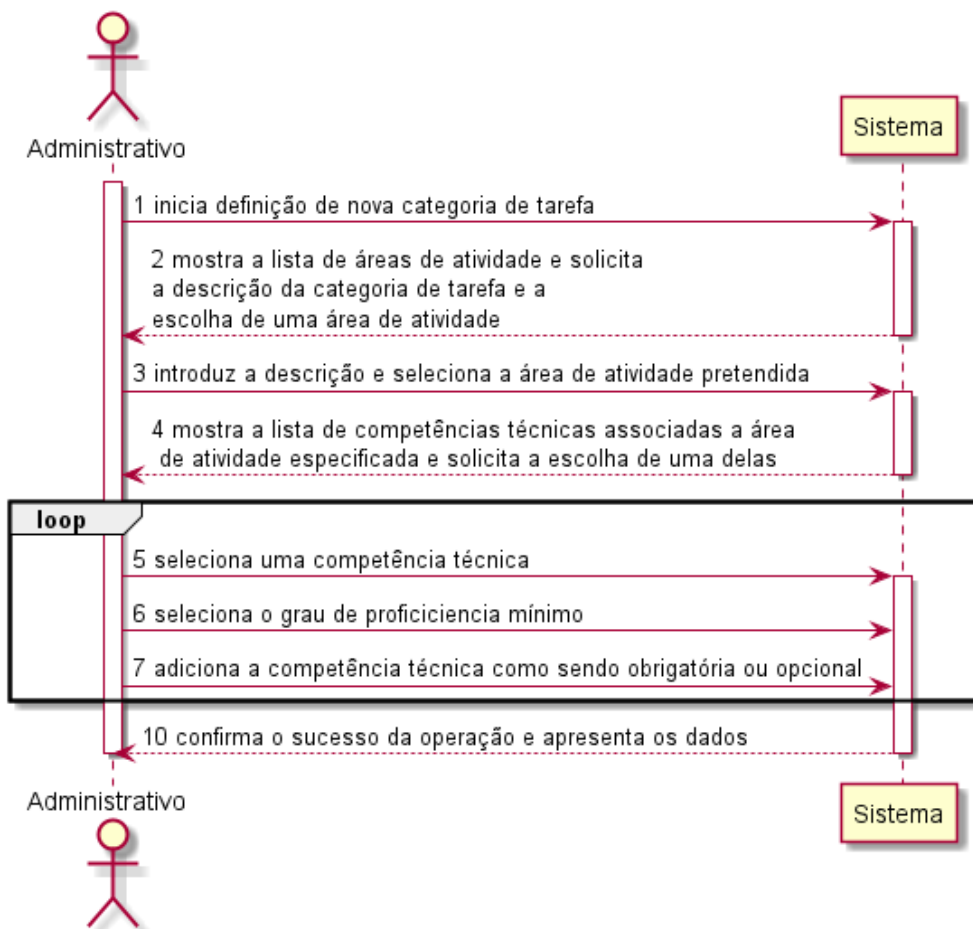 Administrativo
Sistema
1 inicia definição de nova categoria de tarefa
2 mostra a lista de áreas de atividade e solicita
a descrição da categoria de tarefa e a
escolha de uma área de atividade
3 introduz a descrição e seleciona a área de atividade pretendida
4 mostra a lista de competências técnicas associadas a área
de atividade especificada e solicita a escolha de uma delas
loop
5 seleciona uma competência técnica
6 seleciona o grau de proficiciencia mínimo
7 adiciona a competência técnica como sendo obrigatória ou opcional
10 confirma o sucesso da operação e apresenta os dados
Administrativo
Sistema